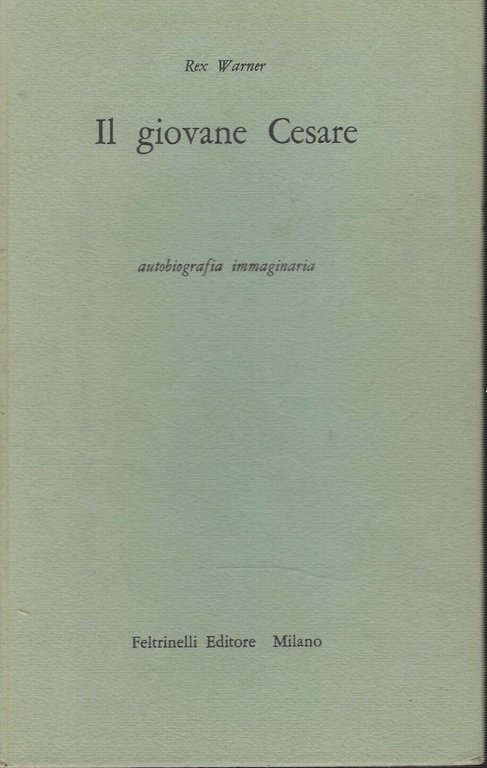 Rex Warner
Il giovane Cesare
autobiografia immaginaria
Feltrinelli Editore Milano